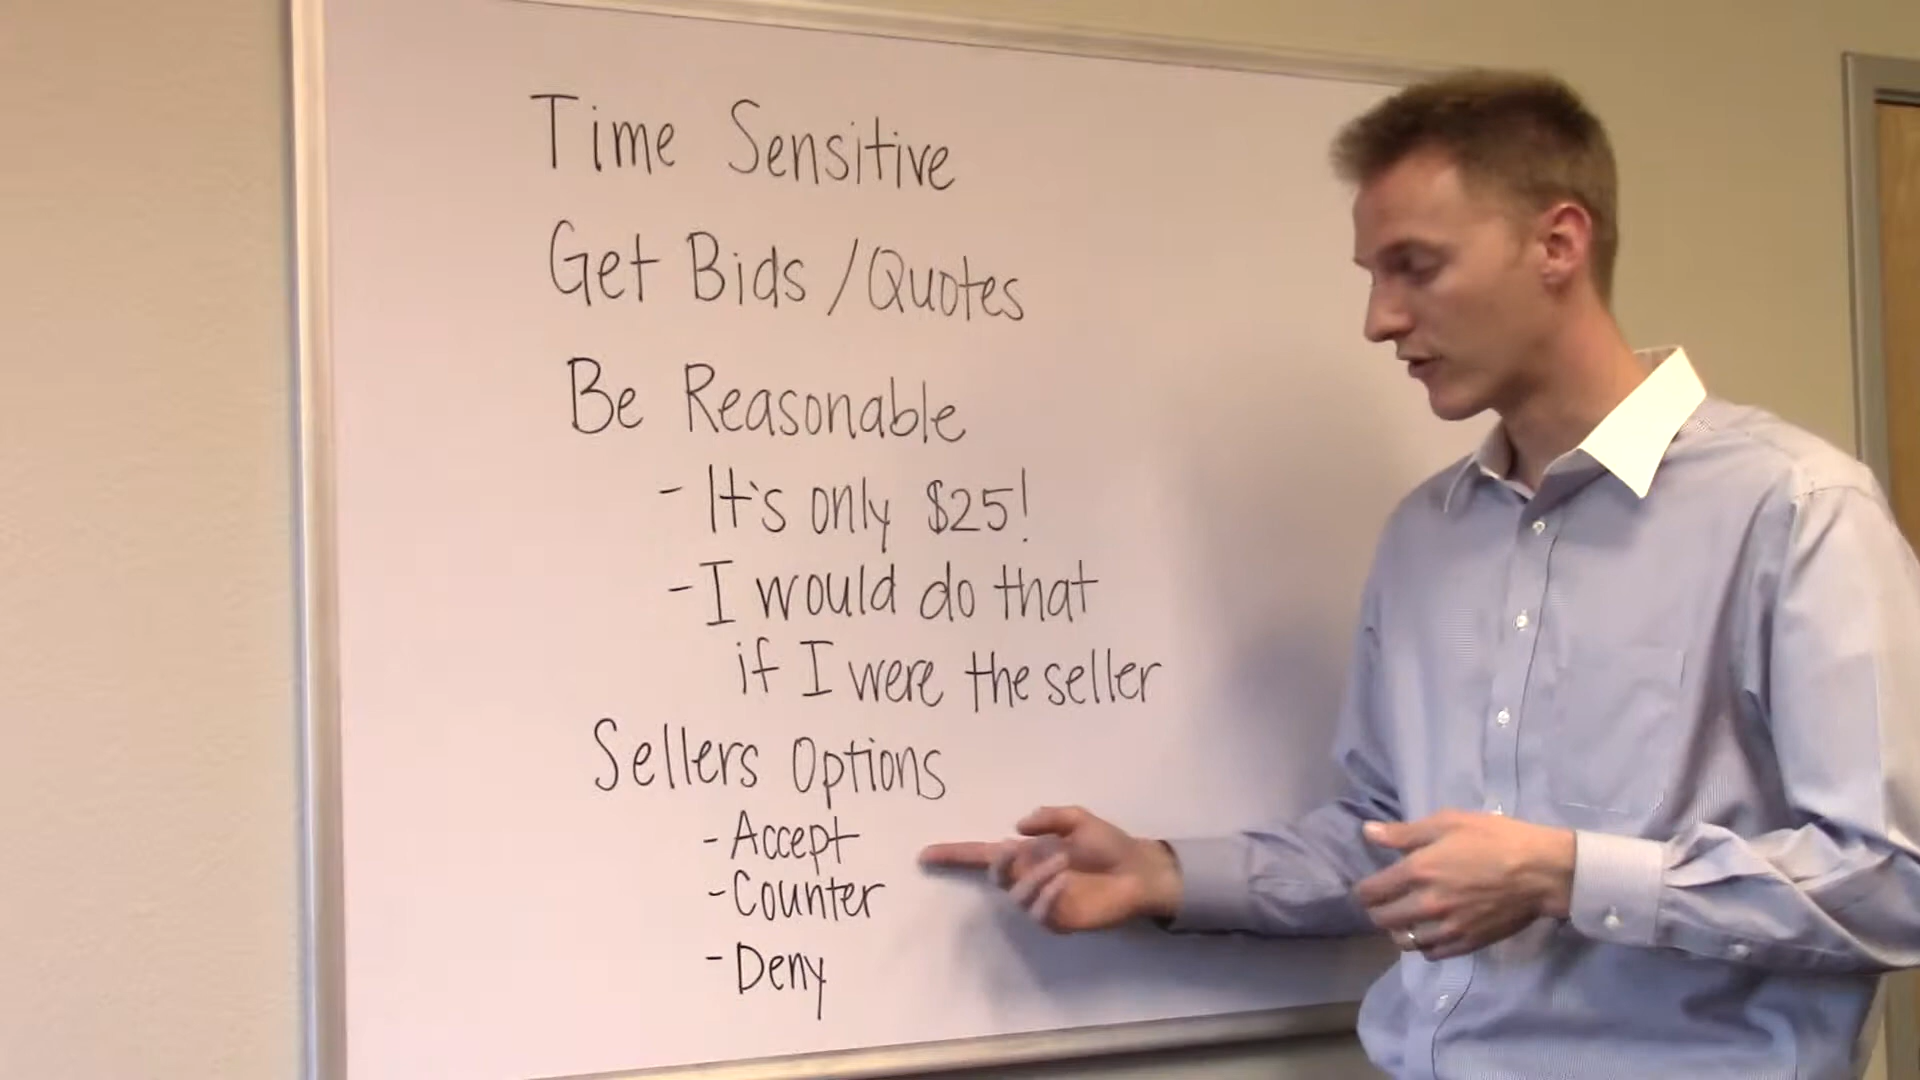 Time Sensitive
Get Bids / Quotes
Be Reasonable
- It's only $25!
- I would do that
if I were the seller
Sellers Options
- Accept
- Counter
- Deny